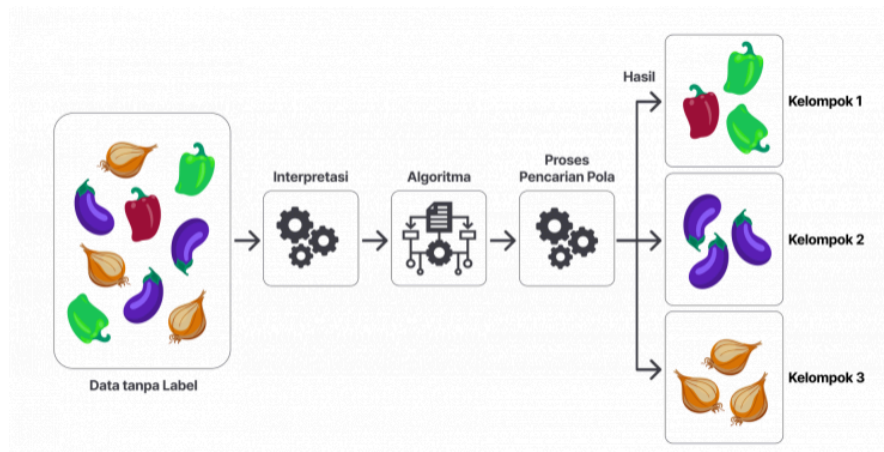 Data tanpa Label
Interpretasi
Algoritma
Proses
Pencarian Pola
Hasil
Kelompok 1
Kelompok 2
Kelompok 3